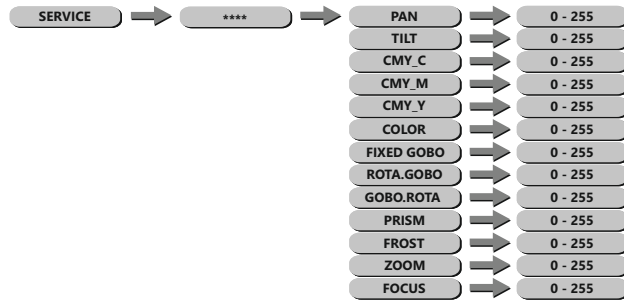 SERVICE **** PAN 0 - 255
TILT 0 - 255
CMY_C 0 - 255
CMY_M 0 - 255
CMY_Y 0 - 255
COLOR 0 - 255
FIXED GOBO 0 - 255
ROTA.GOBO 0 - 255
GOBO.ROTA 0 - 255
PRISM 0 - 255
FROST 0 - 255
ZOOM 0 - 255
FOCUS 0 - 255